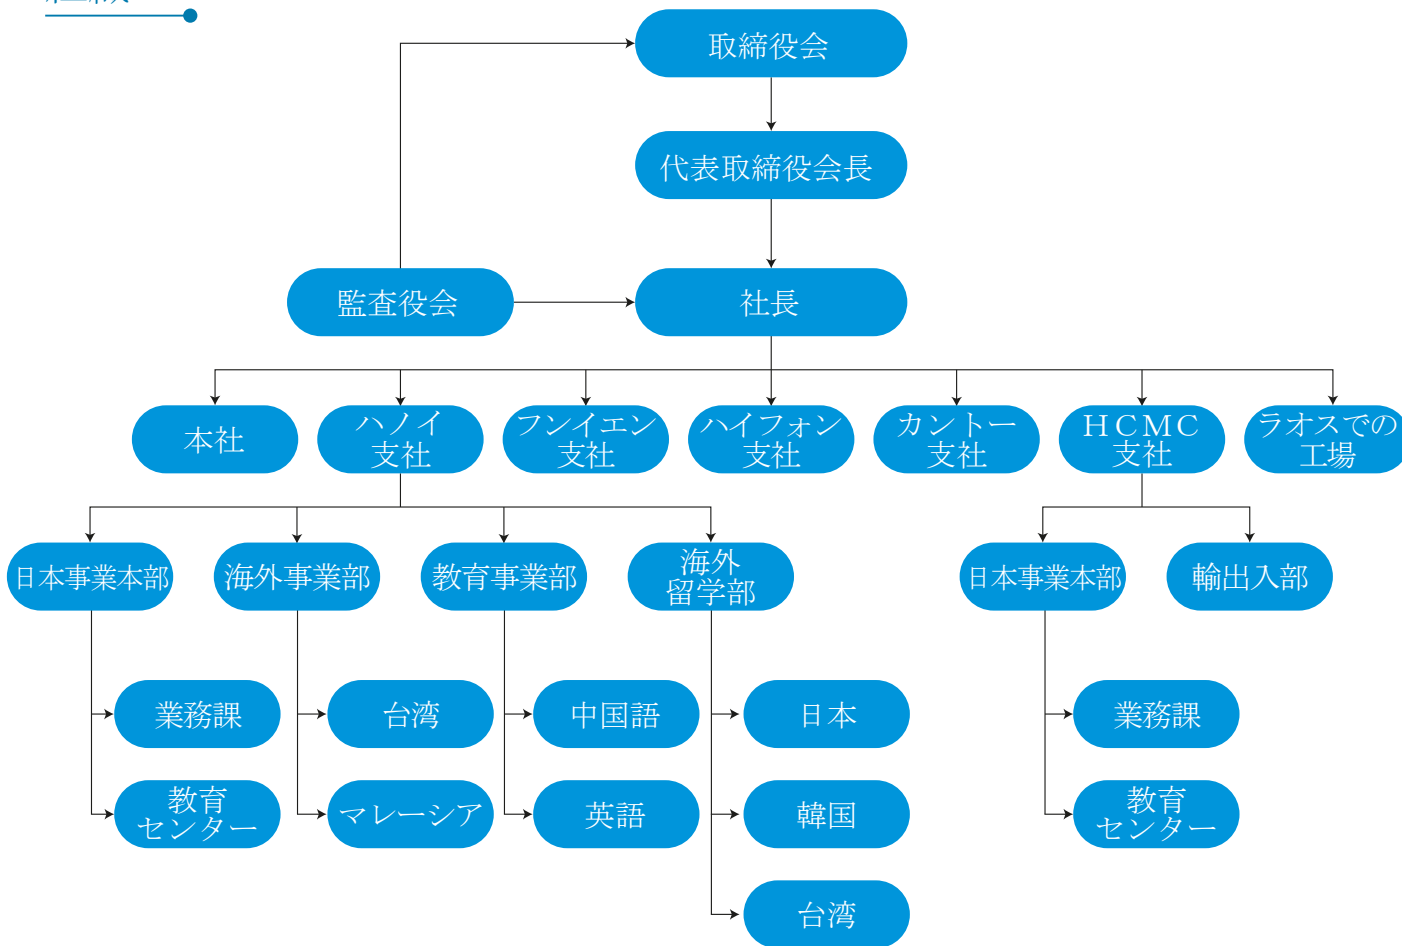 取締役会
代表取締役会長
監査役会
社長
本社
ハノイ
支社
フンイエン
支社
ハイフォン
支社
カントー
支社
HCMC
支社
ラオスでの
工場
日本事業本部
海外事業部
教育事業部
海外
留学部
日本事業本部
輸出入部
業務課
台湾
中国語
日本
業務課
教育
センター
マレーシア
英語
韓国
教育
センター
台湾